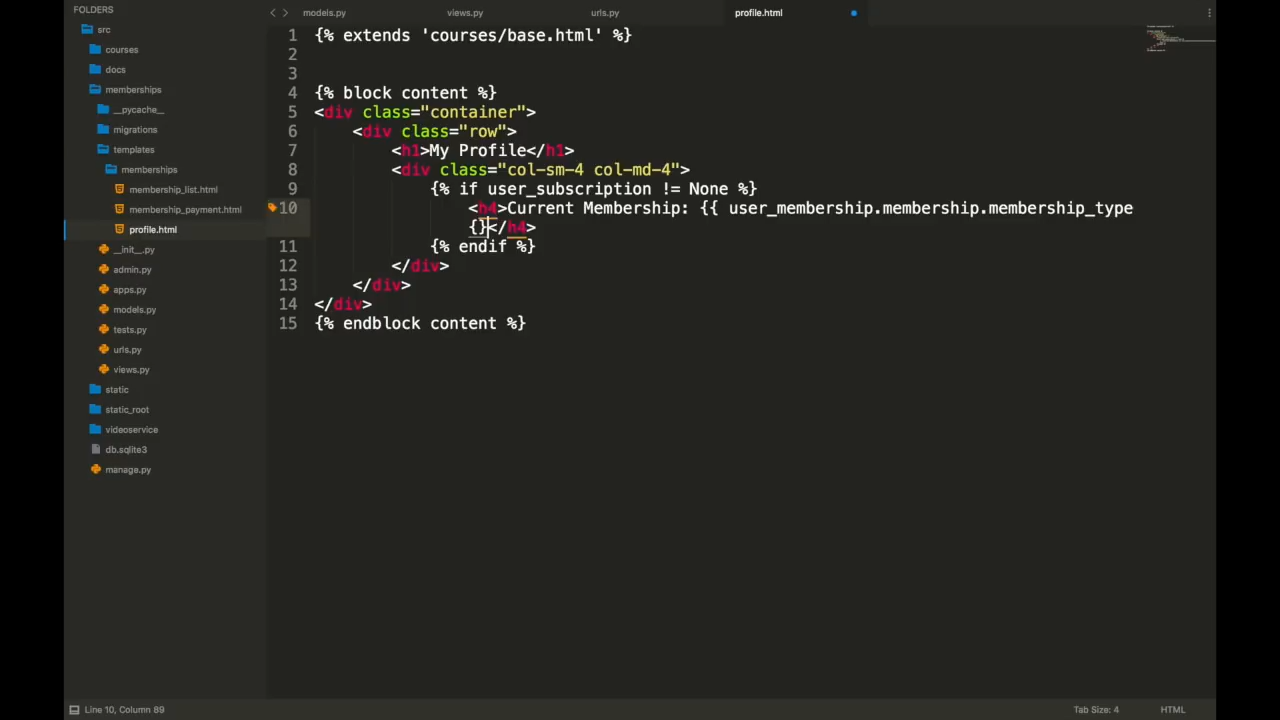 FOLDERS
src
courses
docs
memberships
__pycache__
migrations
templates
memberships
membership_list.html
membership_payment.html
profile.html
__init__.py
admin.py
apps.py
models.py
tests.py
urls.py
views.py
static
static_root
videoservice
db.sqlite3
manage.py
models.py views.py urls.py profile.html
1 {% extends 'courses/base.html' %}
2
3
4 {% block content %}
5 <div class="container">
6 <div class="row">
7 <h1>My Profile</h1>
8 <div class="col-sm-4 col-md-4">
9 {% if user_subscription != None %}
10 <h4>Current Membership: {{ user_membership.membership.membership_type
{}</h4>
11 {% endif %}
12 </div>
13 </div>
14 </div>
15 {% endblock content %}
Line 10, Column 89 Tab Size: 4 HTML